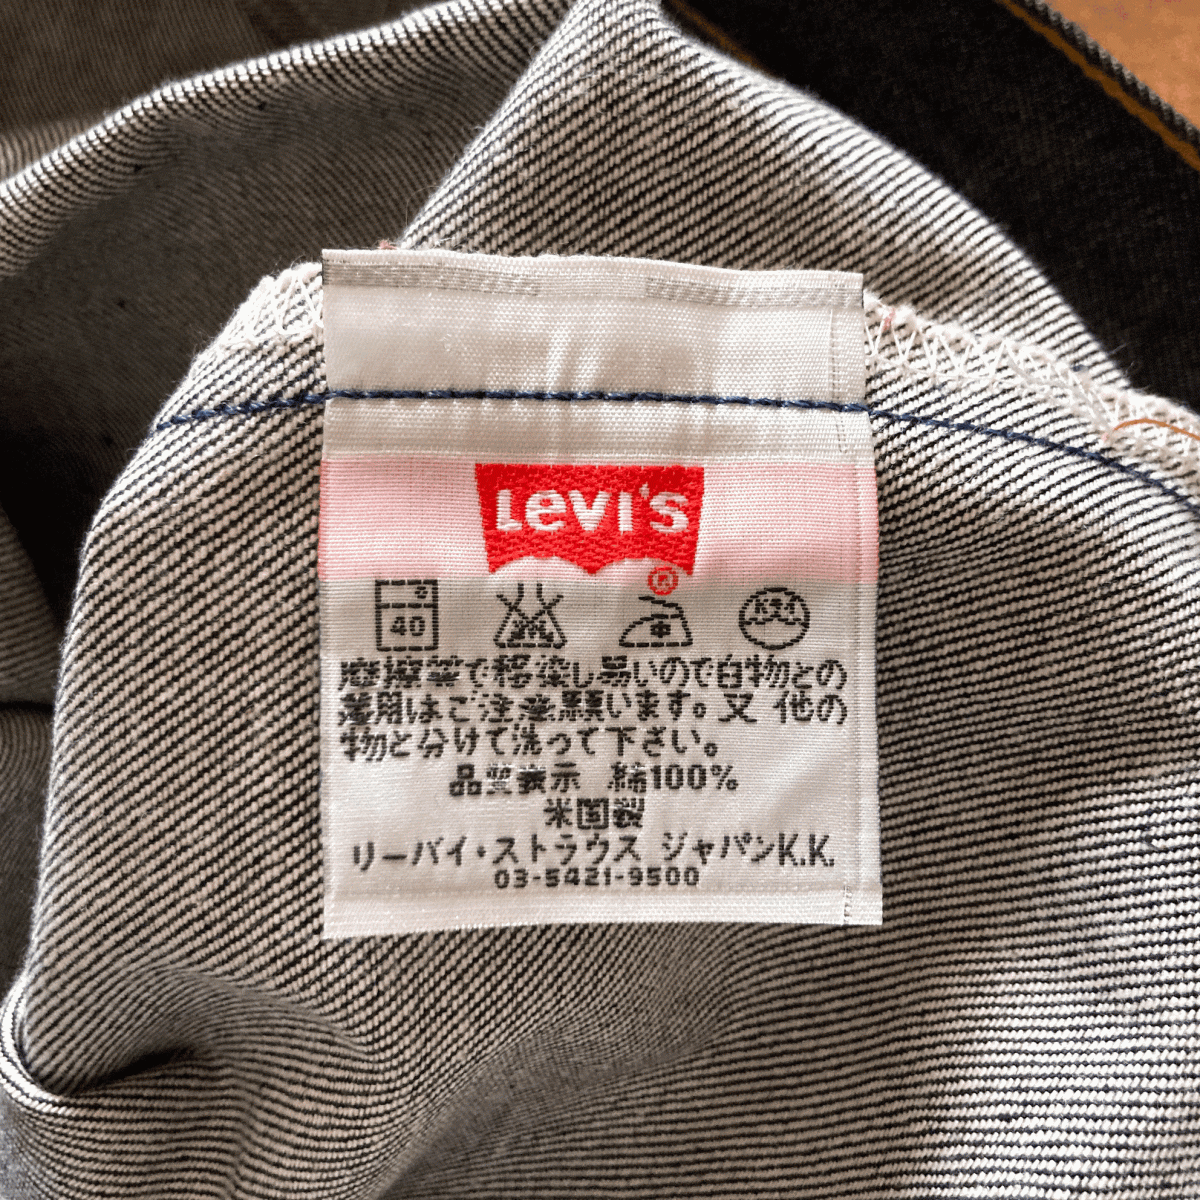 LEVI'S
®
40
ドライ
摩擦等で移染し易いので白物との
着用はご注意願います。又 他の
物と分けて洗って下さい。
品質表示 綿100%
米国製
リーバイ・ストラウス ジャパンK.K.
03-5421-9500